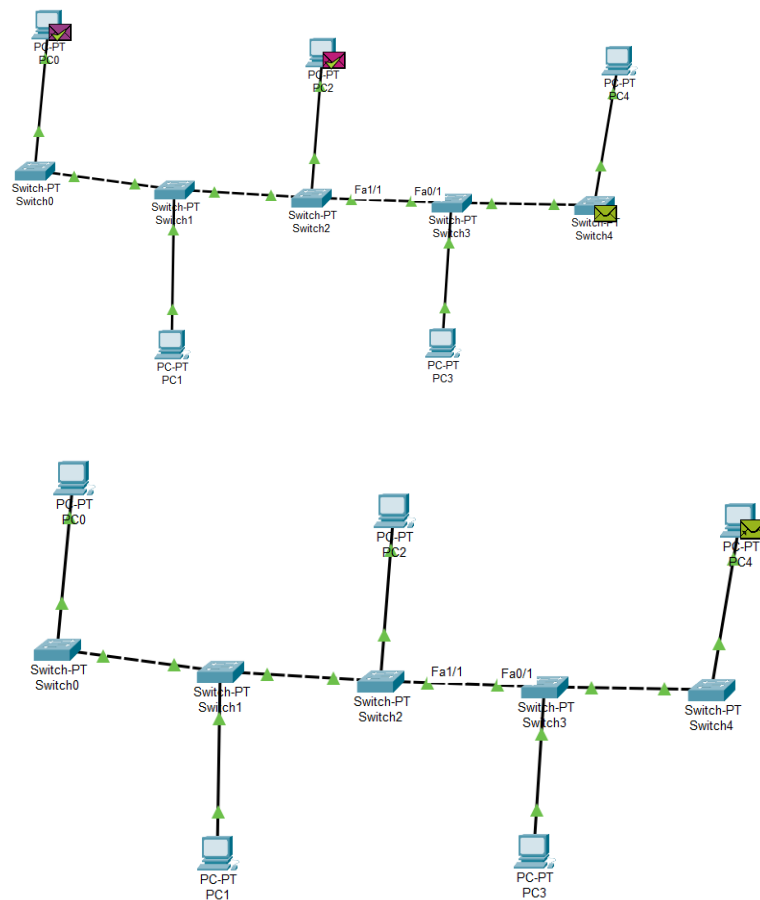 PC-PT
PC0
PC-PT
PC2
PC-PT
PC4
Fa1/1
Fa0/1
Switch-PT
Switch0
Switch-PT
Switch1
Switch-PT
Switch2
Switch-PT
Switch3
Switch-PT
Switch4
PC-PT
PC1
PC-PT
PC3
PC-PT
PC0
PC-PT
PC2
PC-PT
PC4
Fa1/1
Fa0/1
Switch-PT
Switch0
Switch-PT
Switch1
Switch-PT
Switch2
Switch-PT
Switch3
Switch-PT
Switch4
PC-PT
PC1
PC-PT
PC3